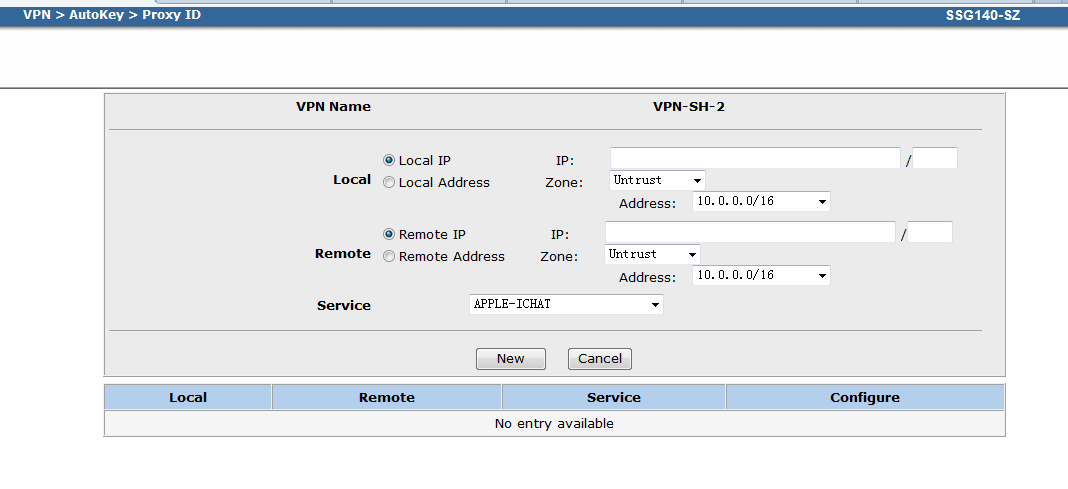 VPN > AutoKey > Proxy ID SSG140-SZ
VPN Name VPN-SH-2
Local IP IP: /
Local
Local Address Zone: Untrust
Address: 10.0.0.0/16
Remote IP IP: /
Remote
Remote Address Zone: Untrust
Address: 10.0.0.0/16
Service APPLE-ICHAT
New Cancel
Local Remote Service Configure
No entry available